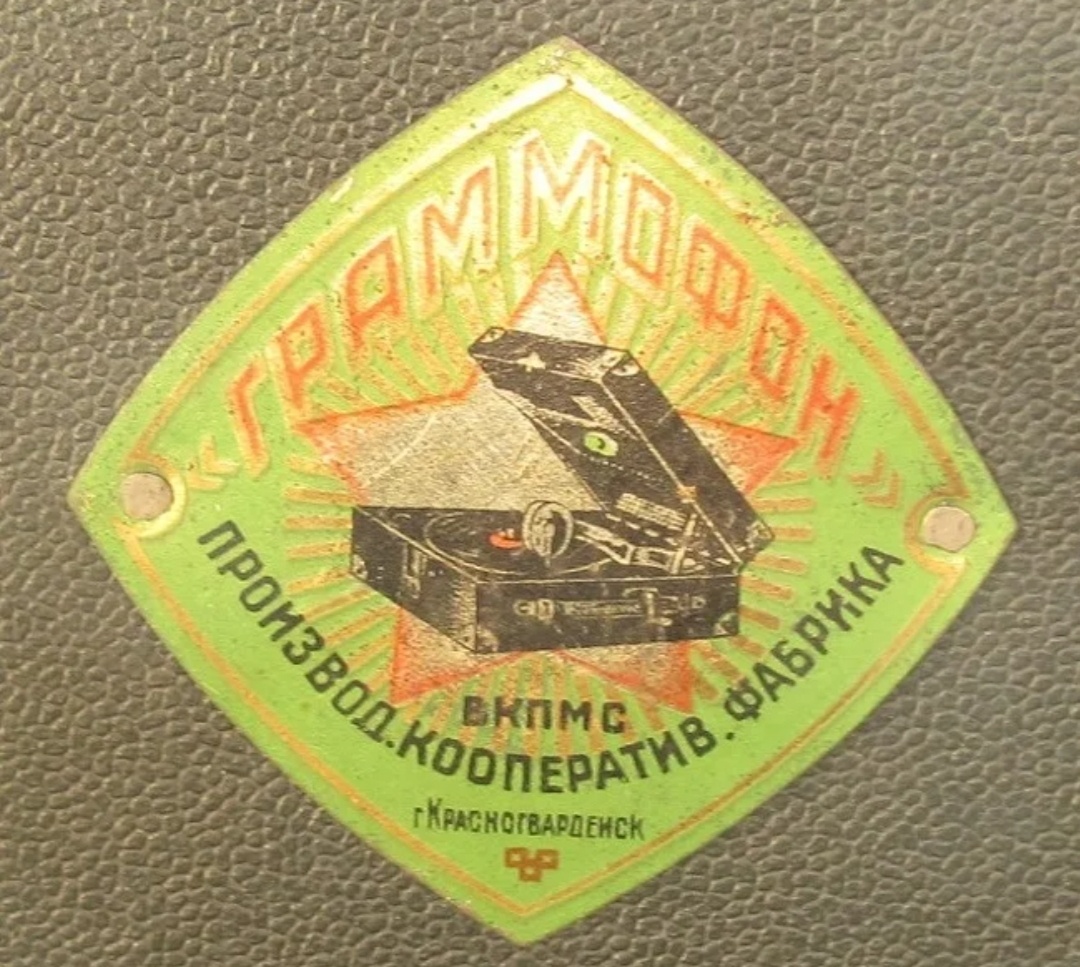 «ГРАММОФОН»
ВКПМС
ПРОИЗВОД.КООПЕРАТИВ.ФАБРИКА
г КРАСНОГВАРДЕЙСК